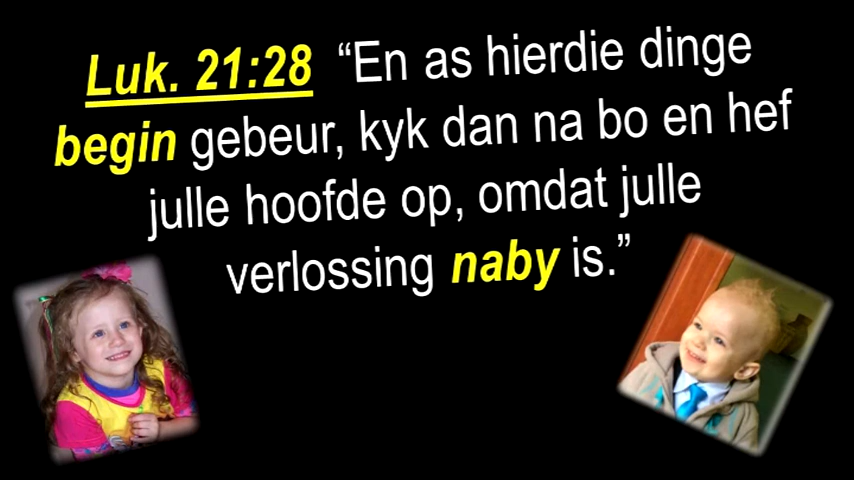 Luk. 21:28 “En as hierdie dinge
begin gebeur, kyk dan na bo en hef
julle hoofde op, omdat julle
verlossing naby is.”